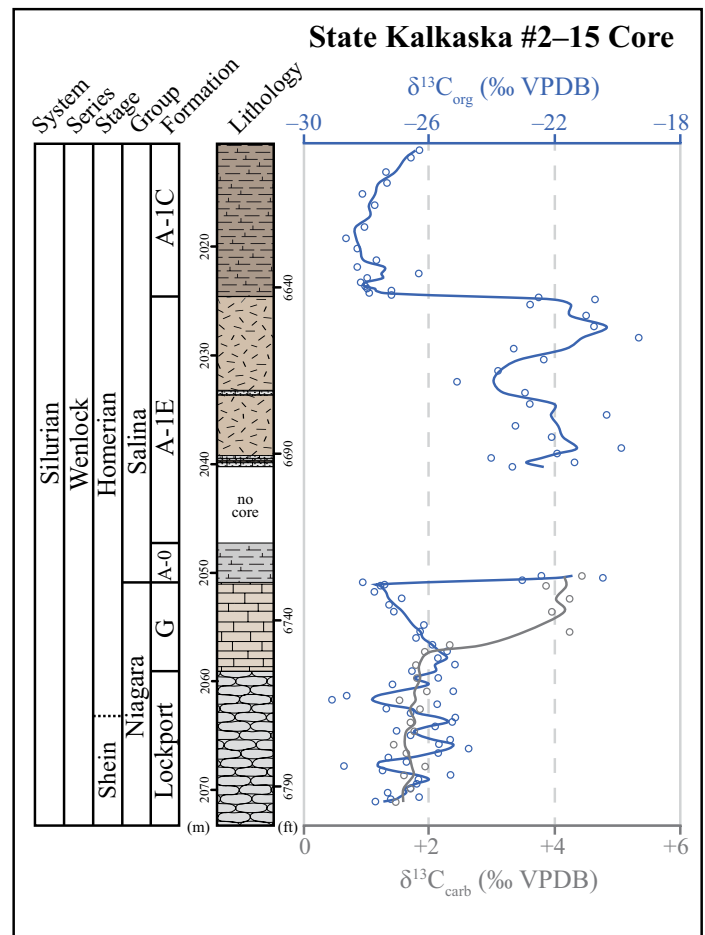 State Kalkaska #2–15 Core
System
Series
Stage
Group
Formation
Lithology
δ¹³Corg (‰ VPDB)
−30 −26 −22 −18
Silurian
Wenlock
Homerian
Shein
Salina
Niagara
A-1C
A-1E
A-0
G
Lockport
no
core
2020
2030
2040
2050
2060
2070
(m)
6640
6690
6740
6790
(ft)
0 +2 +4 +6
δ¹³Ccarb (‰ VPDB)